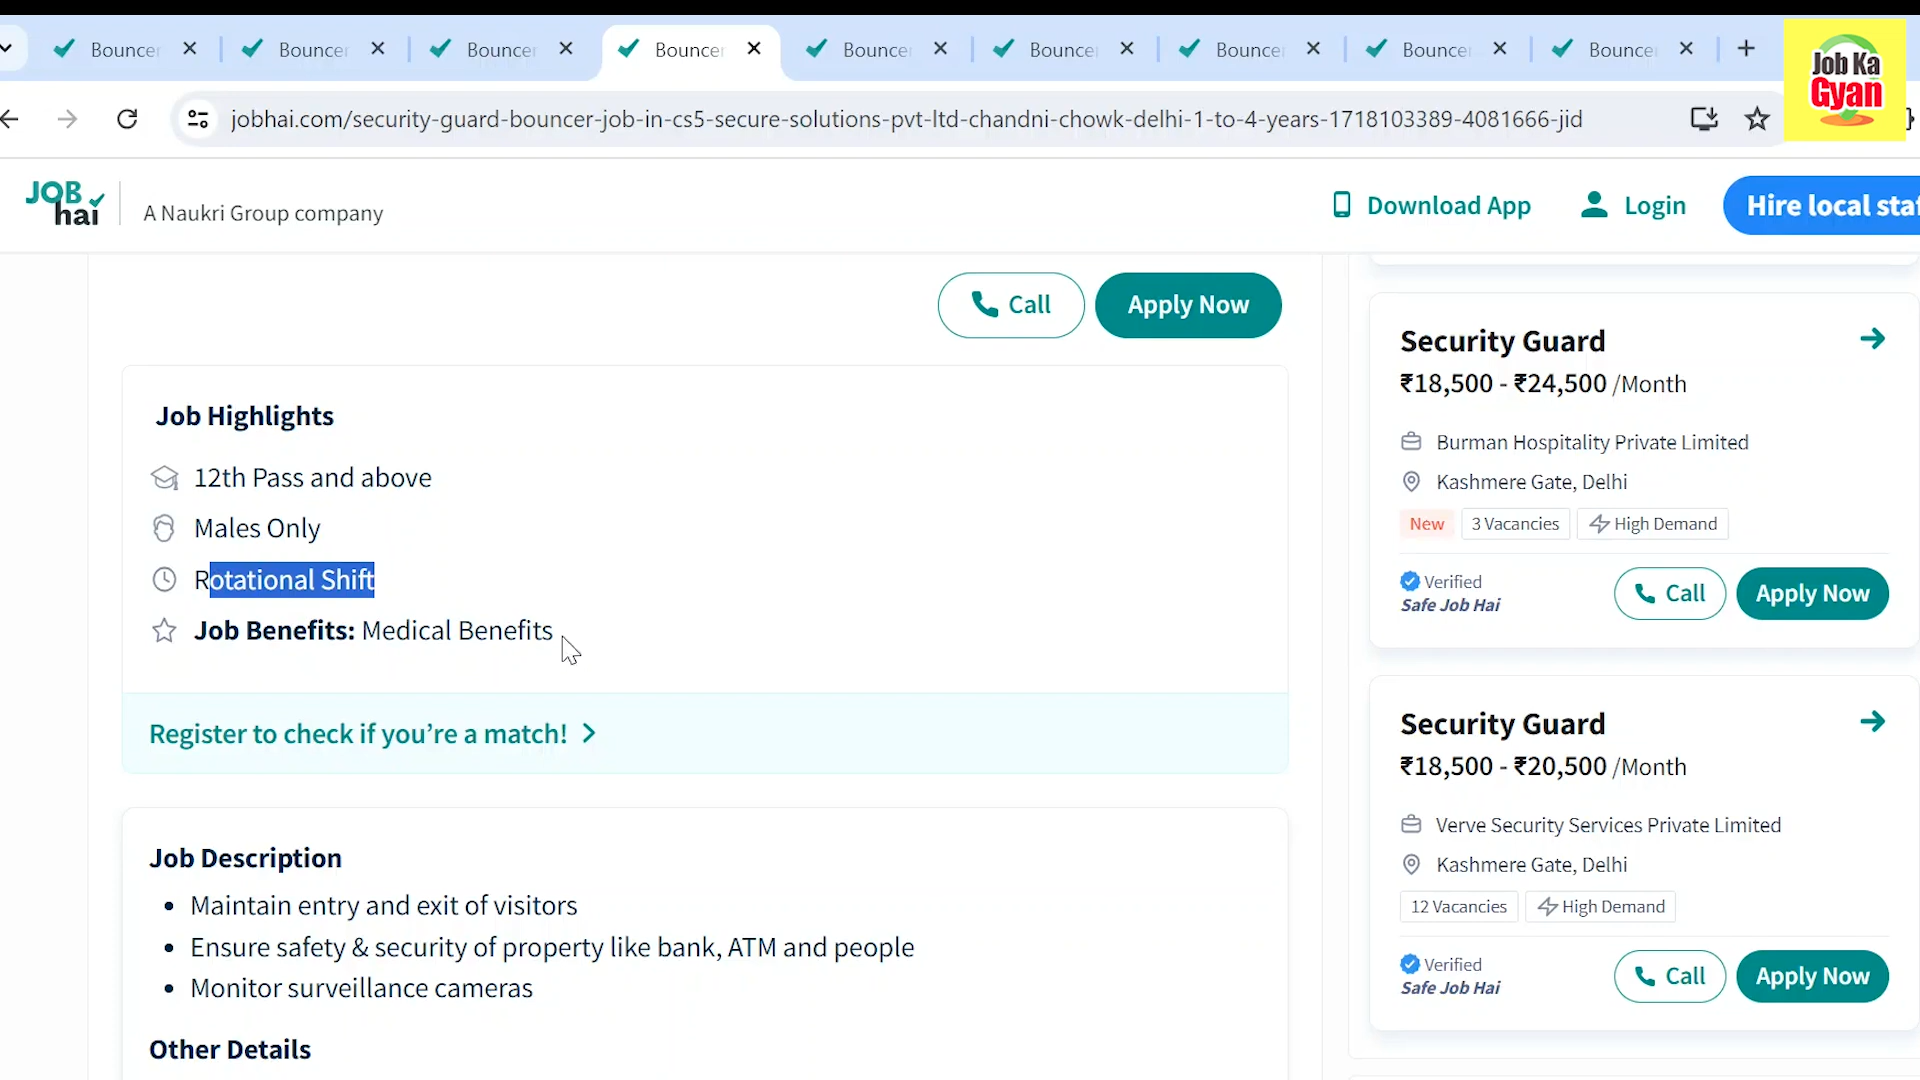 Bouncer
Bouncer
Bouncer
Bouncer
Bouncer
Bouncer
Bouncer
Bouncer
Bouncer
Job Ka
Gyan
jobhai.com/security-guard-bouncer-job-in-cs5-secure-solutions-pvt-ltd-chandni-chowk-delhi-1-to-4-years-1718103389-4081666-jid
JOB
hai
A Naukri Group company
Download App
Login
Hire local staf
Call
Apply Now
Job Highlights
12th Pass and above
Males Only
Rotational Shift
Job Benefits: Medical Benefits
Register to check if you’re a match!
Job Description
• Maintain entry and exit of visitors
• Ensure safety & security of property like bank, ATM and people
• Monitor surveillance cameras
Other Details
Security Guard
₹18,500 - ₹24,500 /Month
Burman Hospitality Private Limited
Kashmere Gate, Delhi
New 3 Vacancies High Demand
Verified
Safe Job Hai
Call
Apply Now
Security Guard
₹18,500 - ₹20,500 /Month
Verve Security Services Private Limited
Kashmere Gate, Delhi
12 Vacancies High Demand
Verified
Safe Job Hai
Call
Apply Now